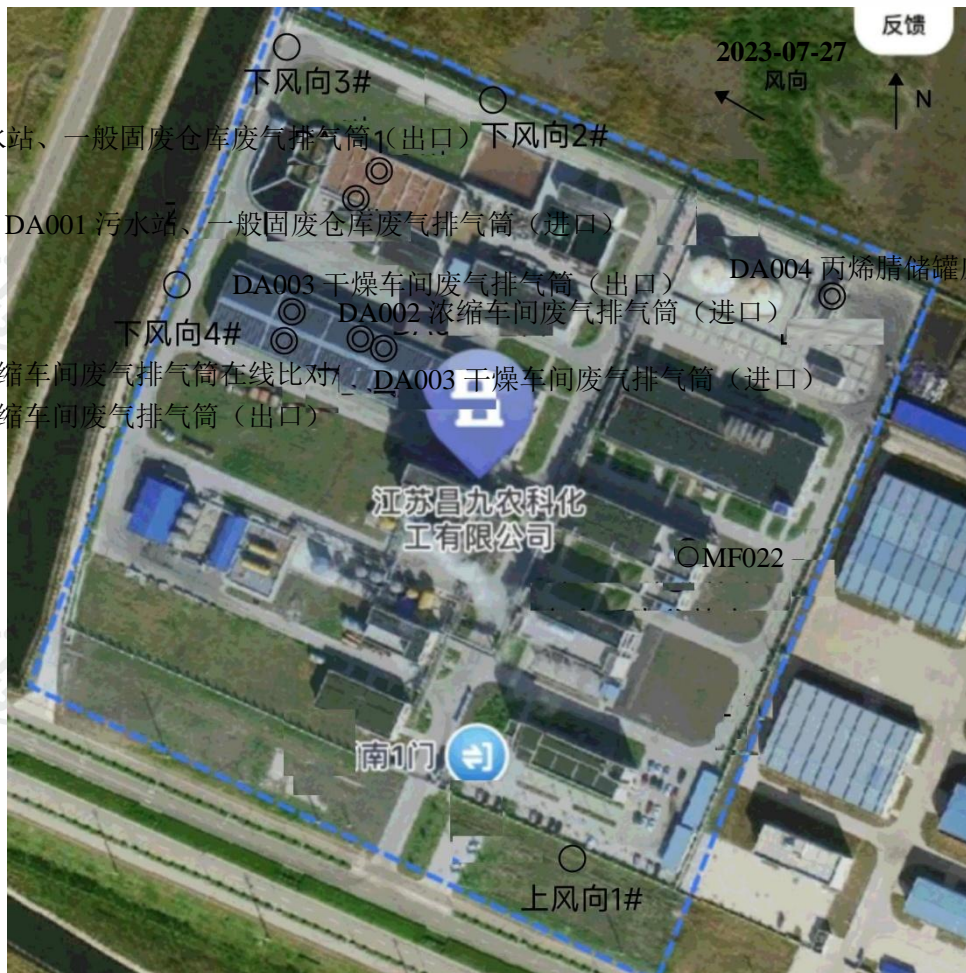 反馈
2023-07-27
风向
N
下风向3#
下风向2#
水站、一般固废仓库废气排气筒1(出口)
DA001 污水站、一般固废仓库废气排气筒（进口）
DA004 丙烯腈储罐
DA003 干燥车间废气排气筒（出口）
DA002 浓缩车间废气排气筒（进口）
下风向4#
缩车间废气排气筒在线比对
DA003 干燥车间废气排气筒（进口）
缩车间废气排气筒（出口）
江苏昌九农科化
工有限公司
MF022
南1门
上风向1#